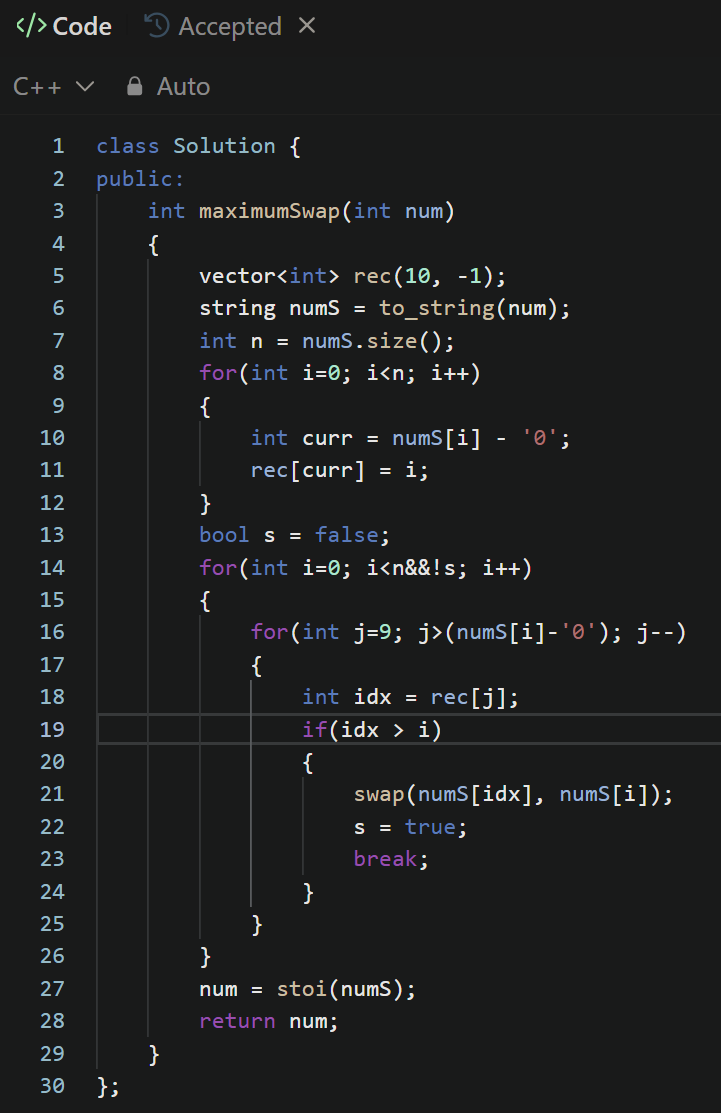 </> Code Accepted ×
C++ Auto
1 class Solution {
2 public:
3     int maximumSwap(int num)
4     {
5         vector<int> rec(10, -1);
6         string numS = to_string(num);
7         int n = numS.size();
8         for(int i=0; i<n; i++)
9         {
10             int curr = numS[i] - '0';
11             rec[curr] = i;
12         }
13         bool s = false;
14         for(int i=0; i<n&&!s; i++)
15         {
16             for(int j=9; j>(numS[i]-'0'); j--)
17             {
18                 int idx = rec[j];
19                 if(idx > i)
20                 {
21                     swap(numS[idx], numS[i]);
22                     s = true;
23                     break;
24                 }
25             }
26         }
27         num = stoi(numS);
28         return num;
29     }
30 };